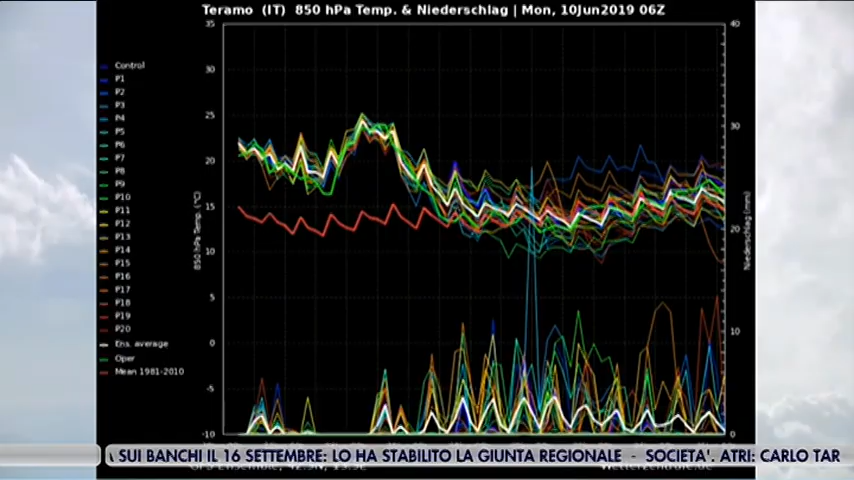 Teramo (IT) 850 hPa Temp. & Niederschlag | Mon, 10Jun2019 06Z
35
30
25
20
15
10
5
0
-5
-10
850 hPa Temp. (°C)
40
30
20
10
0
Niederschlag (mm)
Control
P1
P2
P3
P4
P5
P6
P7
P8
P9
P10
P11
P12
P13
P14
P15
P16
P17
P18
P19
P20
Ens. average
Oper
Mean 1981-2010
SUI BANCHI IL 16 SETTEMBRE: LO HA STABILITO LA GIUNTA REGIONALE - SOCIETA'. ATRI: CARLO TAR